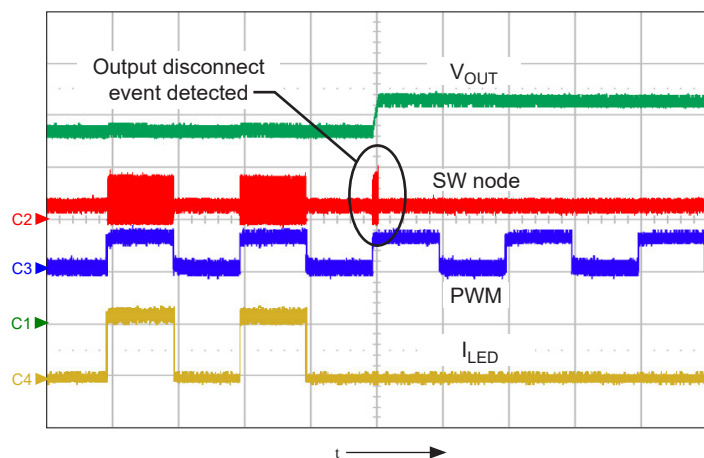 Output disconnect
event detected
VOUT
SW node
C2
C3
PWM
C1
ILED
C4
t